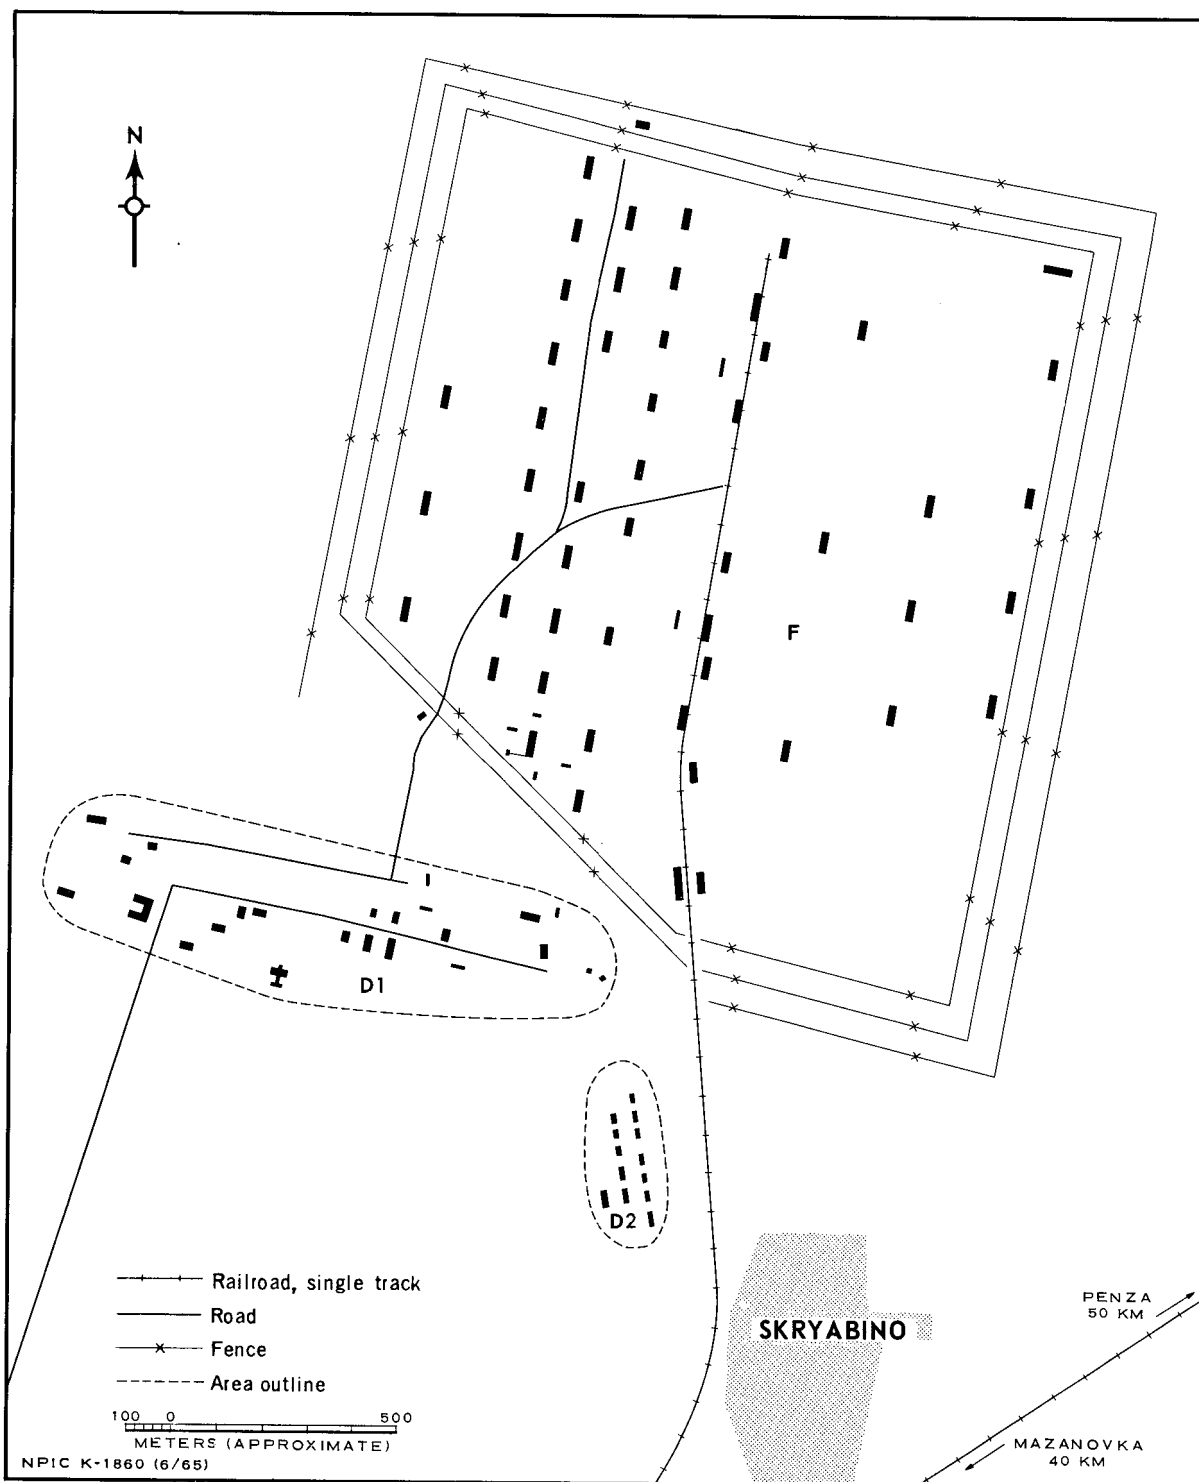 N
F
D1
D2
Railroad, single track
Road
Fence
Area outline
100 0 500
METERS (APPROXIMATE)
NPIC K-1860 (6/65)
SKRYABINO
PENZA
50 KM
MAZANOVKA
40 KM